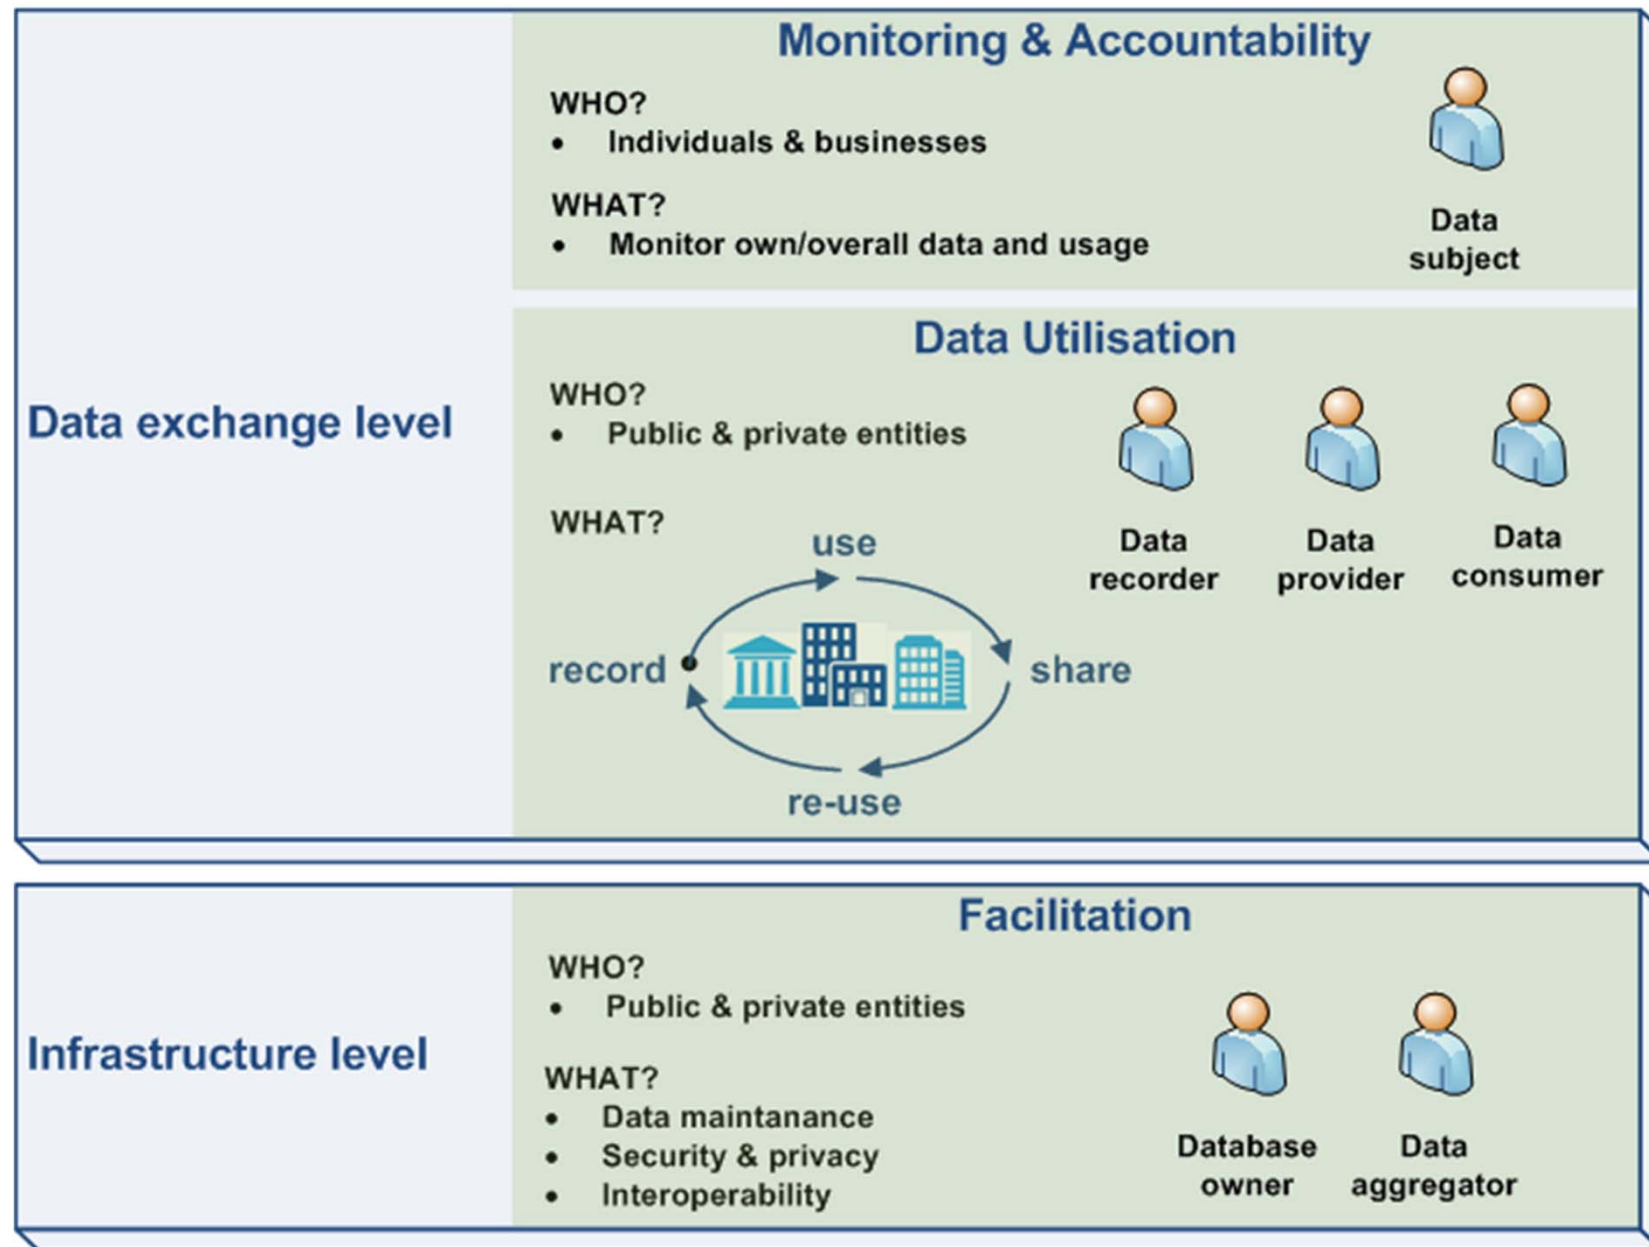 Data exchange level
Monitoring & Accountability
WHO?
• Individuals & businesses
WHAT?
• Monitor own/overall data and usage
Data
subject
Data Utilisation
WHO?
• Public & private entities
WHAT?
use
record
share
re-use
Data
recorder
Data
provider
Data
consumer
Infrastructure level
Facilitation
WHO?
• Public & private entities
WHAT?
• Data maintanance
• Security & privacy
• Interoperability
Database
owner
Data
aggregator